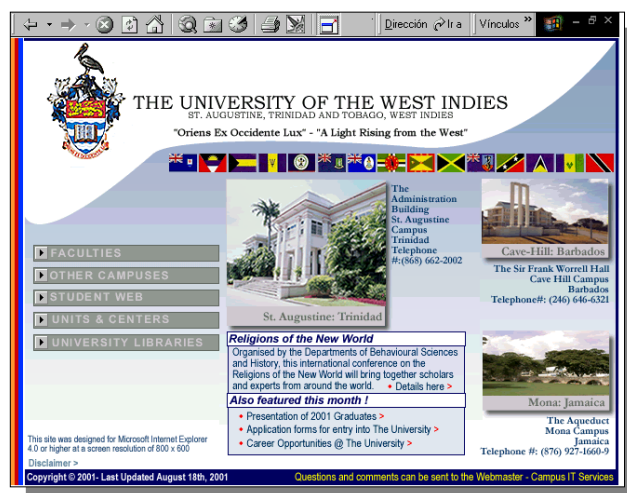 Dirección Ir a Vínculos »
THE UNIVERSITY OF THE WEST INDIES
ST. AUGUSTINE, TRINIDAD AND TOBAGO, WEST INDIES
"Oriens Ex Occidente Lux" - "A Light Rising from the West"
FACULTIES
OTHER CAMPUSES
STUDENT WEB
UNITS & CENTERS
UNIVERSITY LIBRARIES
The
Administration
Building
St. Augustine
Campus
Trinidad
Telephone
#:(868) 662-2002
St. Augustine: Trinidad
Cave-Hill: Barbados
The Sir Frank Worrell Hall
Cave Hill Campus
Barbados
Telephone#: (246) 646-6321
Religions of the New World
Organised by the Departments of Behavioural Sciences
and History, this international conference on the
Religions of the New World will bring together scholars
and experts from around the world. • Details here >
Also featured this month !
• Presentation of 2001 Graduates >
• Application forms for entry into The University >
• Career Opportunities @ The University >
Mona: Jamaica
The Aqueduct
Mona Campus
Jamaica
Telephone #: (876) 927-1660-9
This site was designed for Microsoft Internet Explorer
4.0 or higher at a screen resolution of 800 x 600
Disclaimer >
Copyright © 2001- Last Updated August 18th, 2001 Questions and comments can be sent to the Webmaster - Campus IT Services